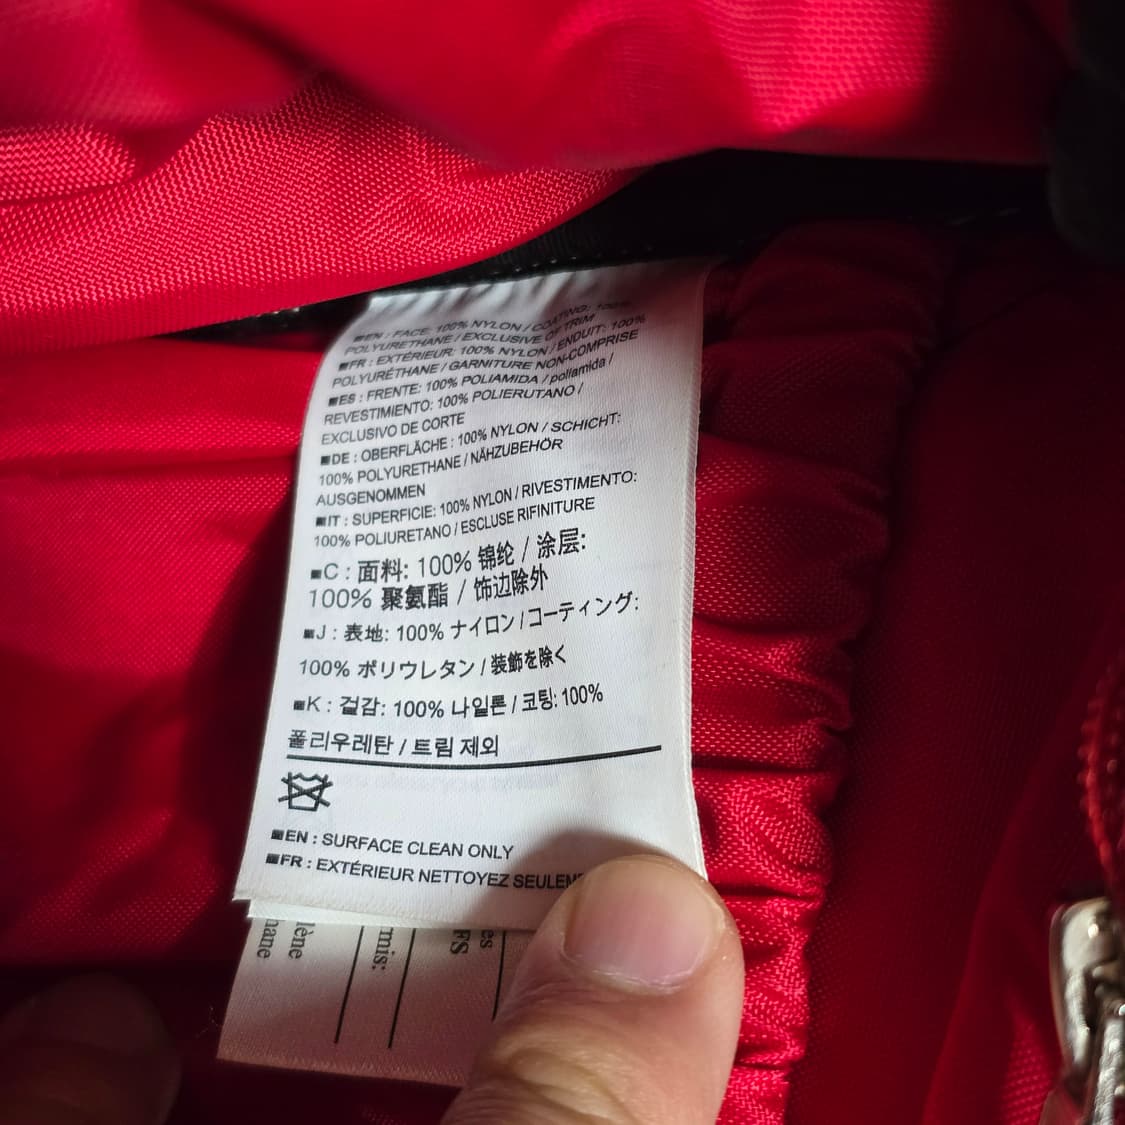 ■EN : FACE: 100% NYLON / COATING: 100%
POLYURETHANE / EXCLUSIVE OF TRIM
■FR : EXTÉRIEUR: 100% NYLON / ENDUIT: 100%
POLYURÉTHANE / GARNITURE NON-COMPRISE
■ES : FRENTE: 100% POLIAMIDA / poliamida /
REVESTIMIENTO: 100% POLIERUTANO /
EXCLUSIVO DE CORTE
■DE : OBERFLÄCHE : 100% NYLON / SCHICHT:
100% POLYURETHANE / NÄHZUBEHÖR
AUSGENOMMEN
■IT : SUPERFICIE: 100% NYLON / RIVESTIMENTO:
100% POLIURETANO / ESCLUSE RIFINITURE
■C : 面料: 100% 锦纶 / 涂层:
100% 聚氨酯 / 饰边除外
■J : 表地: 100% ナイロン / コーティング:
100% ポリウレタン / 装飾を除く
■K : 겉감: 100% 나일론 / 코팅: 100%
폴리우레탄 / 트림 제외
■EN : SURFACE CLEAN ONLY
■FR : EXTÉRIEUR NETTOYEZ